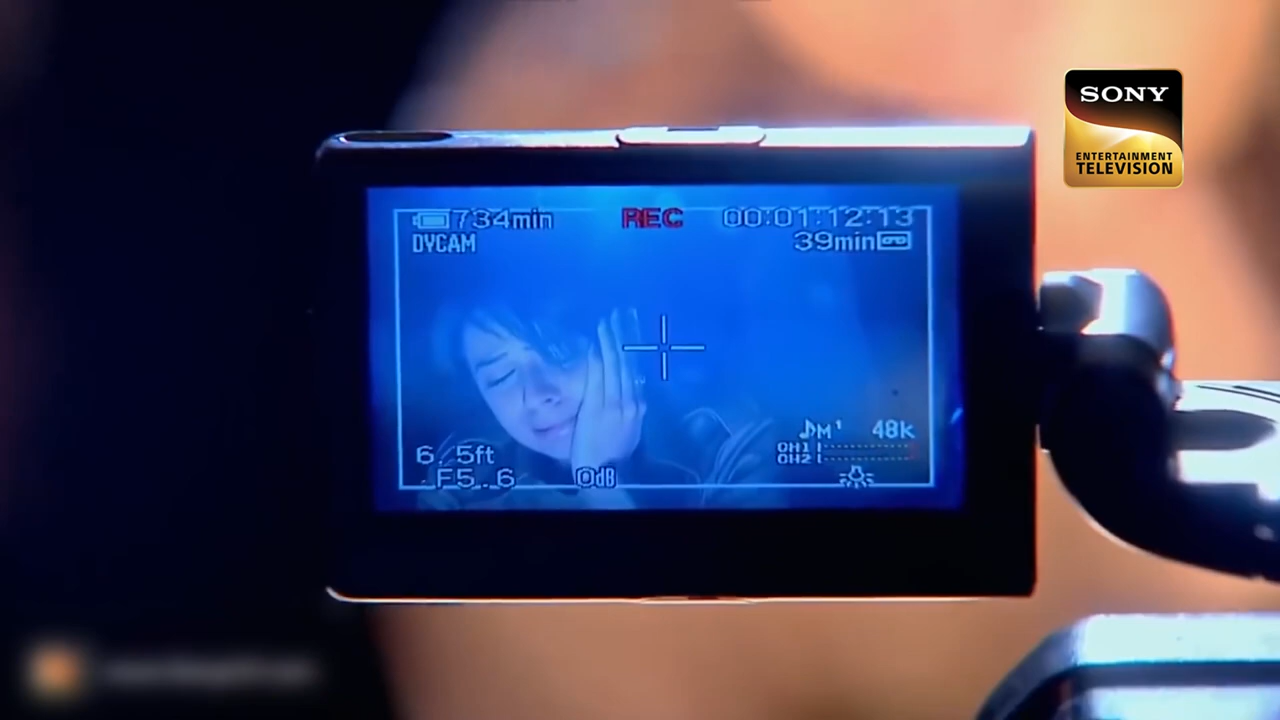 SONY
ENTERTAINMENT
TELEVISION
734min REC 00:01:12:13
DVCAM 39min
♪M¹ 48k
CH1
CH2
6.5ft
F5.6 0dB